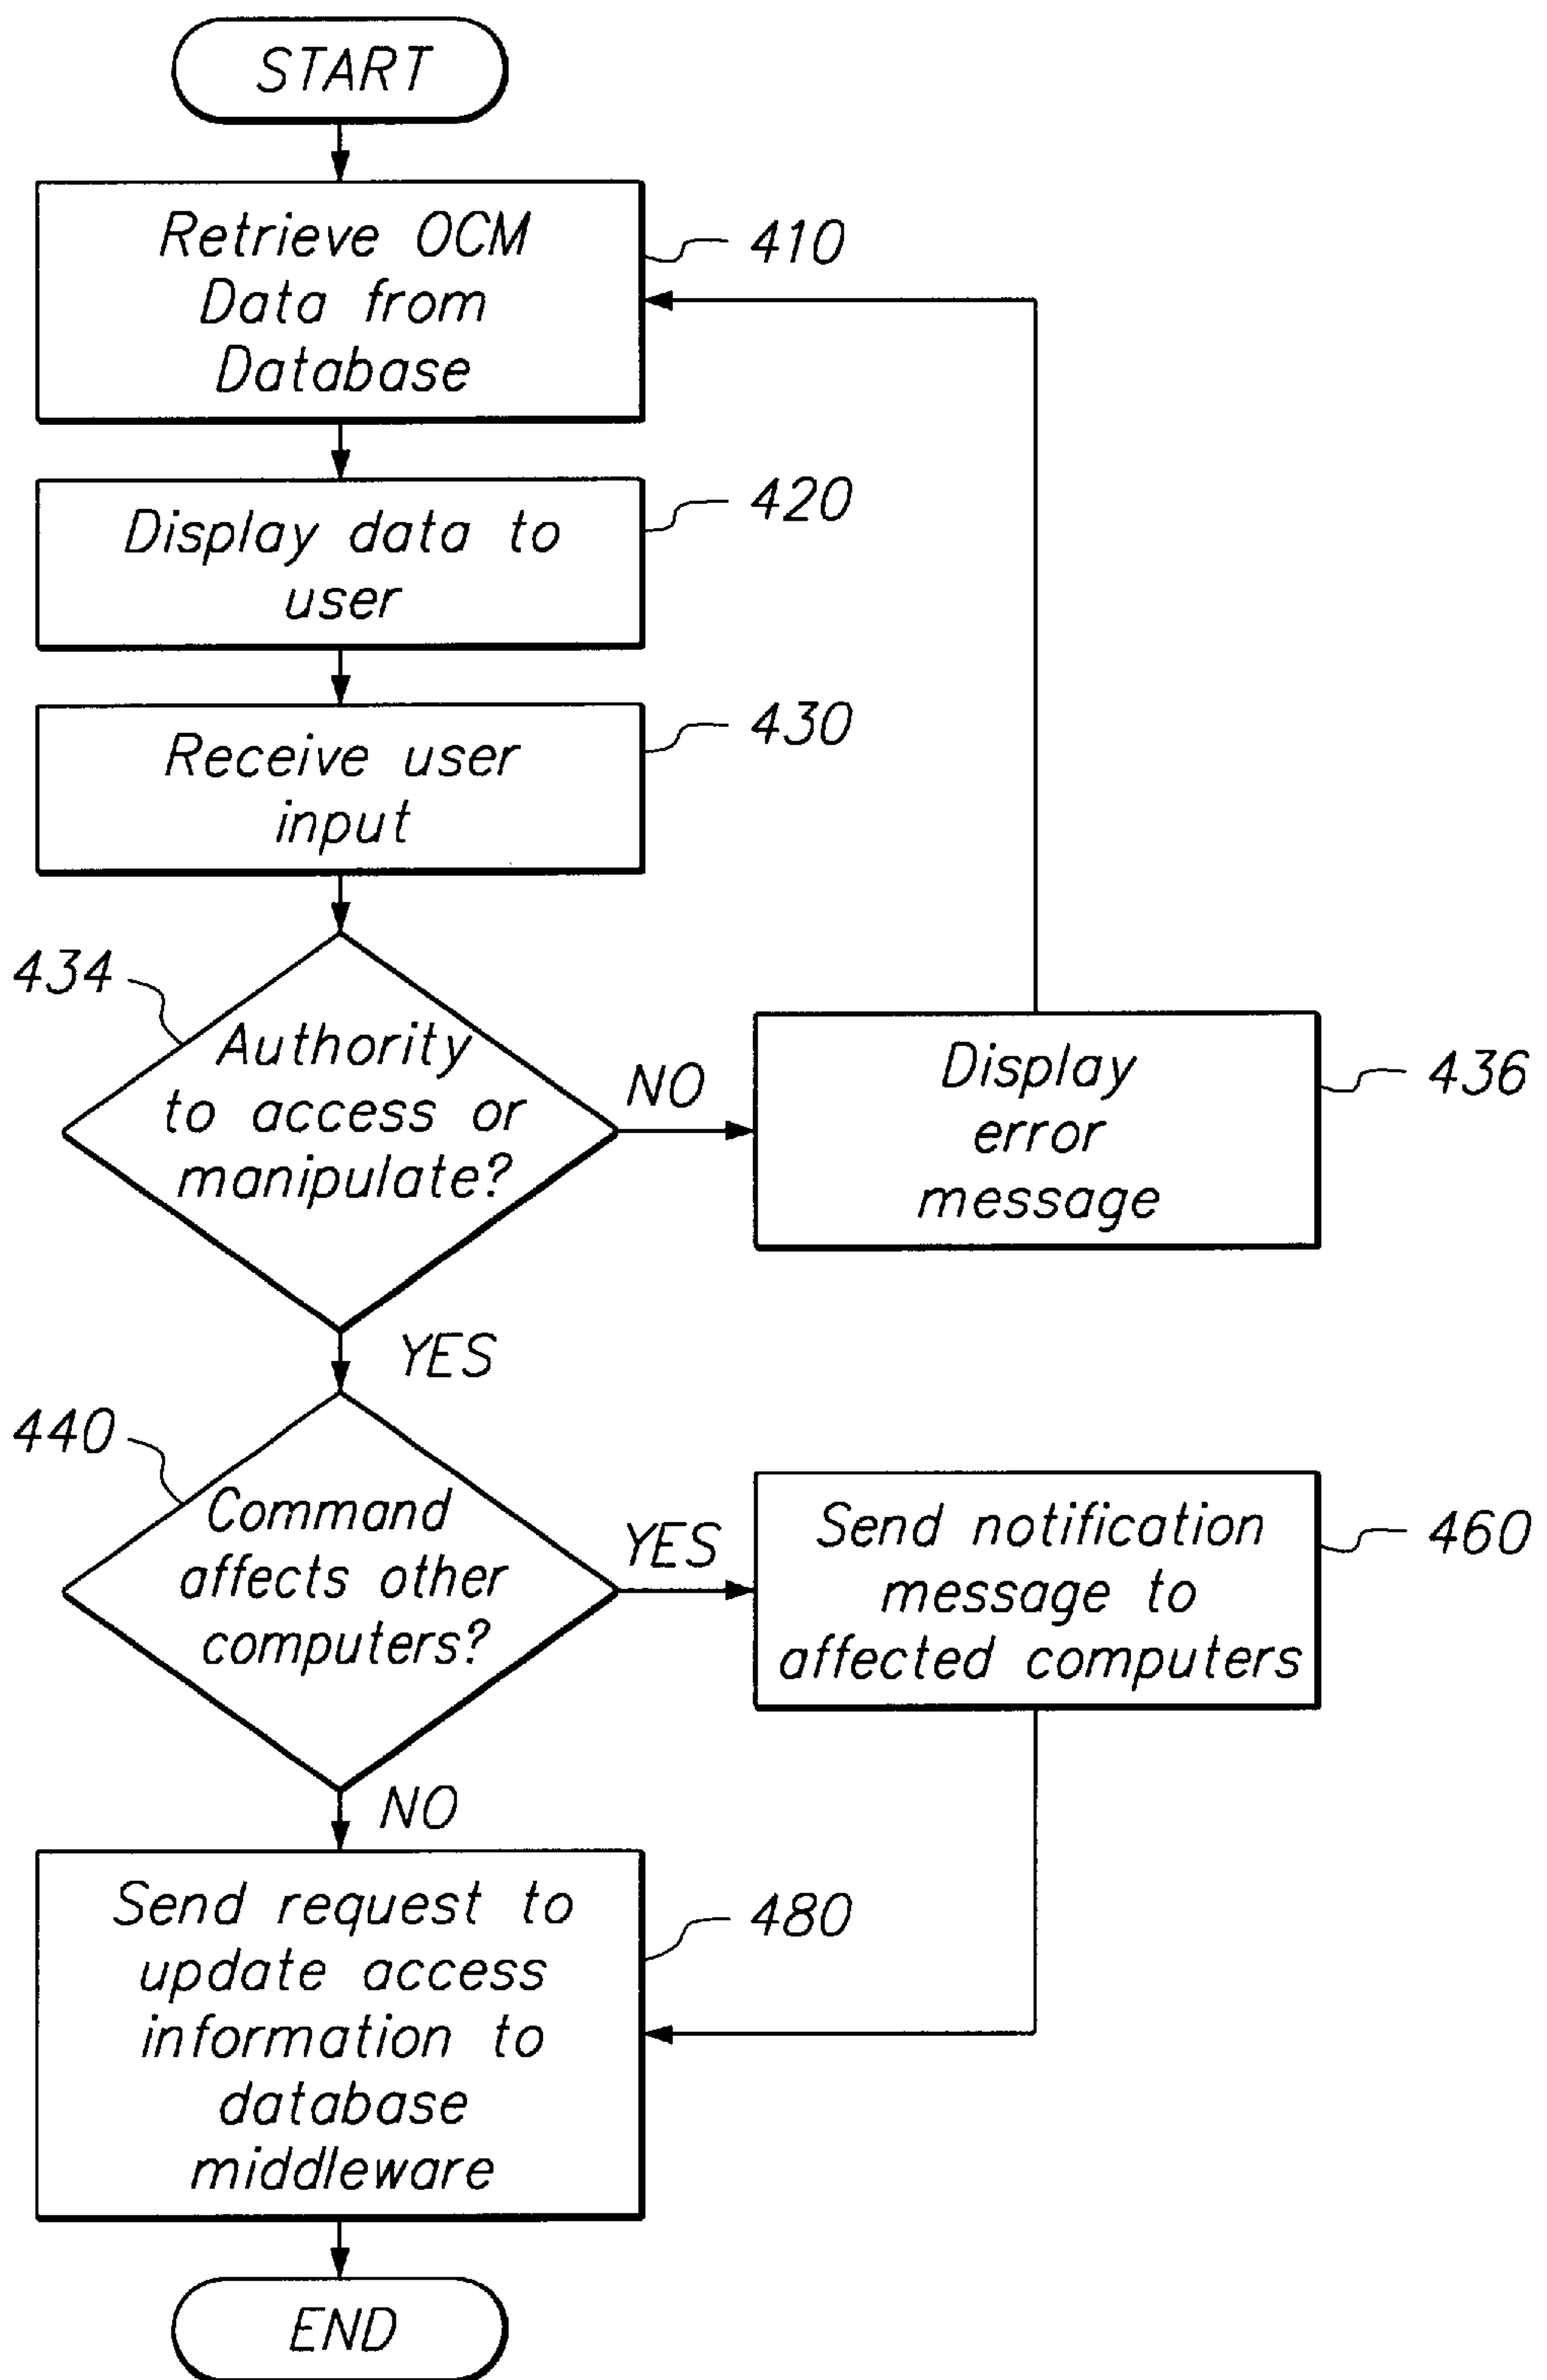 START
Retrieve OCM
Data from
Database
410
Display data to
user
420
Receive user
input
430
434
Authority
to access or
manipulate?
NO
Display
error
message
436
YES
440
Command
affects other
computers?
YES
Send notification
message to
affected computers
460
NO
Send request to
update access
information to
database
middleware
480
END